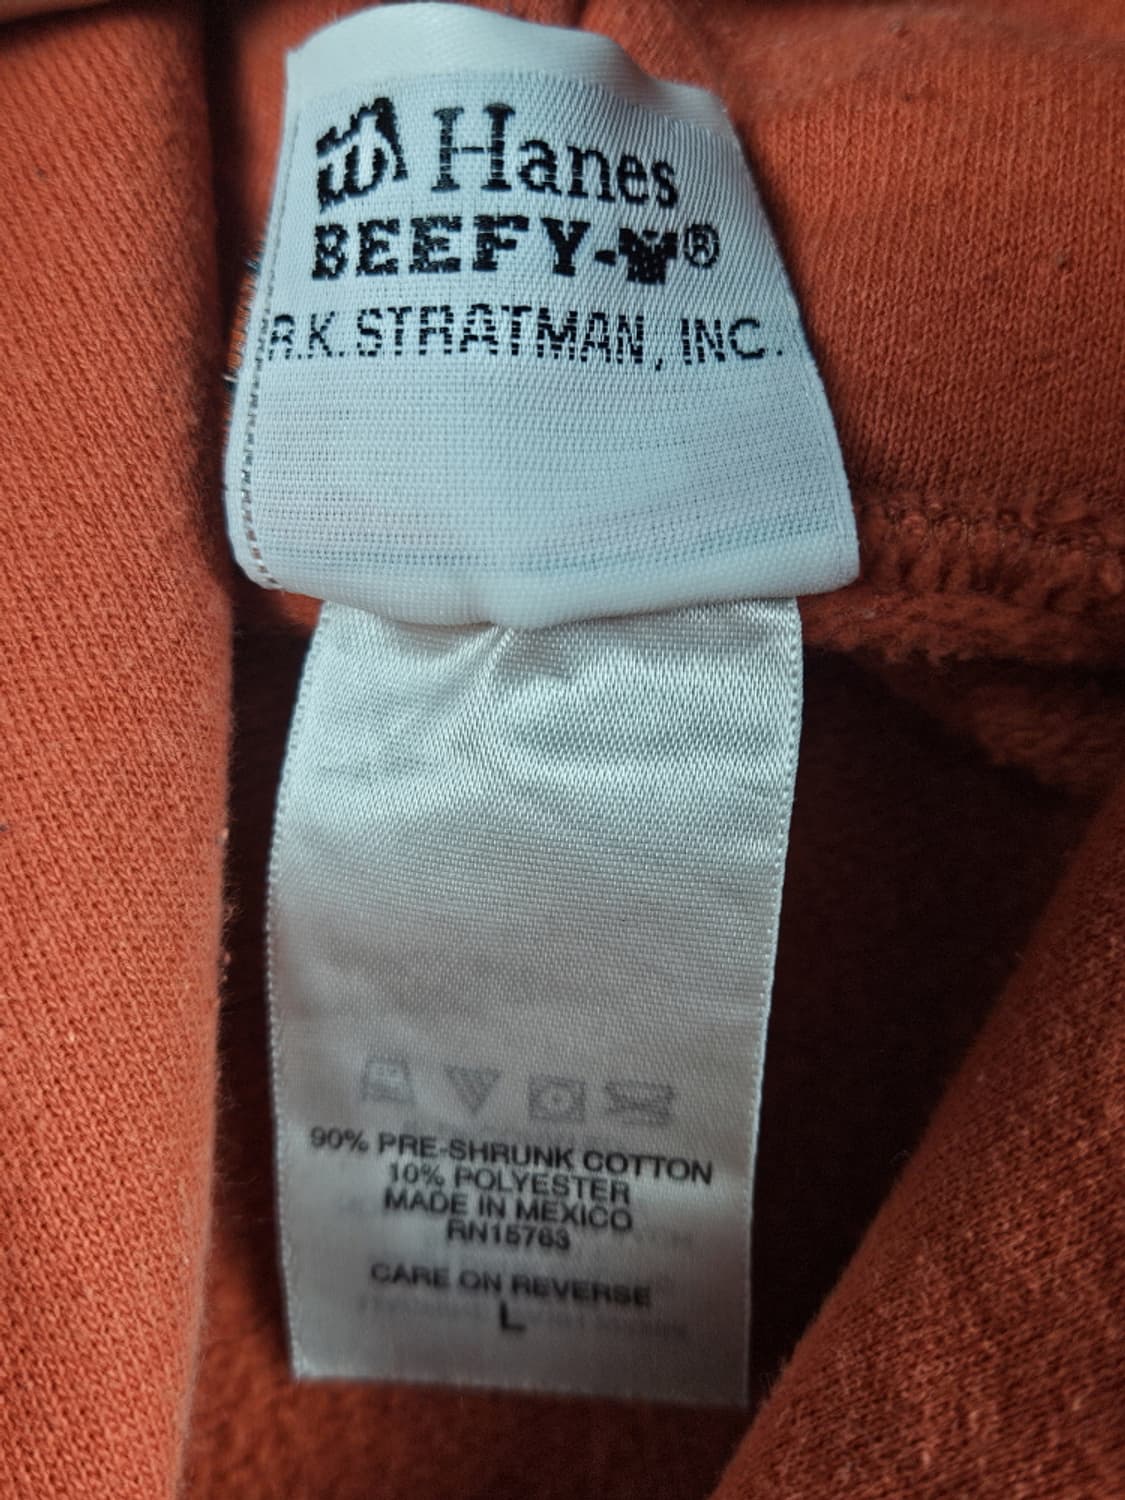 Hanes
BEEFY-T®
R.K. STRATMAN, INC.
90% PRE-SHRUNK COTTON
10% POLYESTER
MADE IN MEXICO
RN15763
CARE ON REVERSE
L